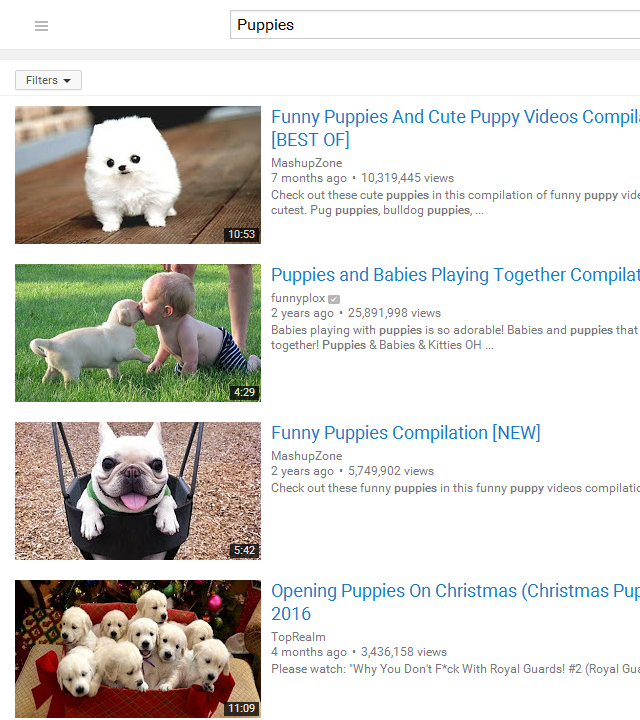 Puppies
Filters
Funny Puppies And Cute Puppy Videos Compil
[BEST OF]
MashupZone
7 months ago • 10,319,445 views
Check out these cute puppies in this compilation of funny puppy vide
cutest. Pug puppies, bulldog puppies, ...
10:53
Puppies and Babies Playing Together Compilat
funnyplox
2 years ago • 25,891,998 views
Babies playing with puppies is so adorable! Babies and puppies that
together! Puppies & Babies & Kitties OH ...
4:29
Funny Puppies Compilation [NEW]
MashupZone
2 years ago • 5,749,902 views
Check out these funny puppies in this funny puppy videos compilatio
5:42
Opening Puppies On Christmas (Christmas Pup
2016
TopRealm
4 months ago • 3,436,158 views
Please watch: "Why You Don't F*ck With Royal Guards! #2 (Royal Gua
11:09